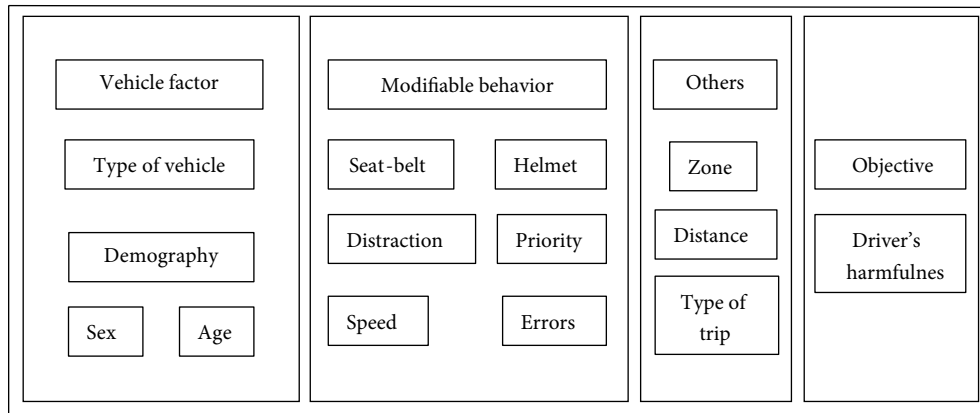 Vehicle factor
Type of vehicle
Demography
Sex
Age
Modifiable behavior
Seat-belt
Helmet
Distraction
Priority
Speed
Errors
Others
Zone
Distance
Type of
trip
Objective
Driver's
harmfulnes